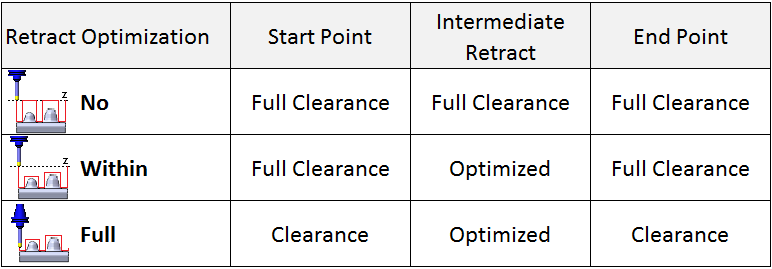 Retract Optimization Start Point Intermediate Retract End Point
Z No Full Clearance Full Clearance Full Clearance
Z Within Full Clearance Optimized Full Clearance
Full Clearance Optimized Clearance